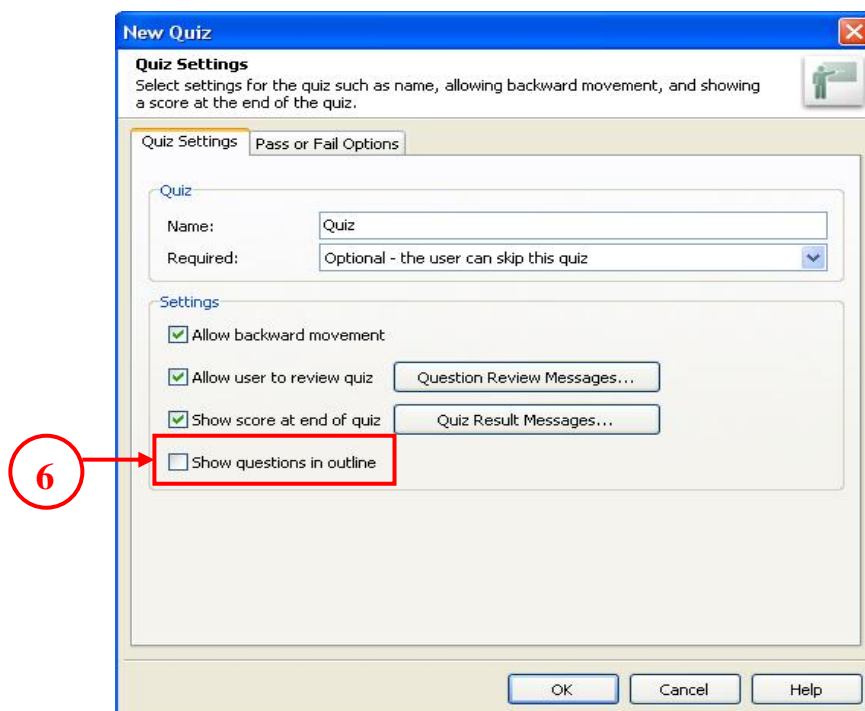 New Quiz
Quiz Settings
Select settings for the quiz such as name, allowing backward movement, and showing
a score at the end of the quiz.
Quiz Settings
Pass or Fail Options
Quiz
Name:
Quiz
Required:
Optional - the user can skip this quiz
Settings
Allow backward movement
Allow user to review quiz
Question Review Messages...
Show score at end of quiz
Quiz Result Messages...
6
Show questions in outline
OK
Cancel
Help